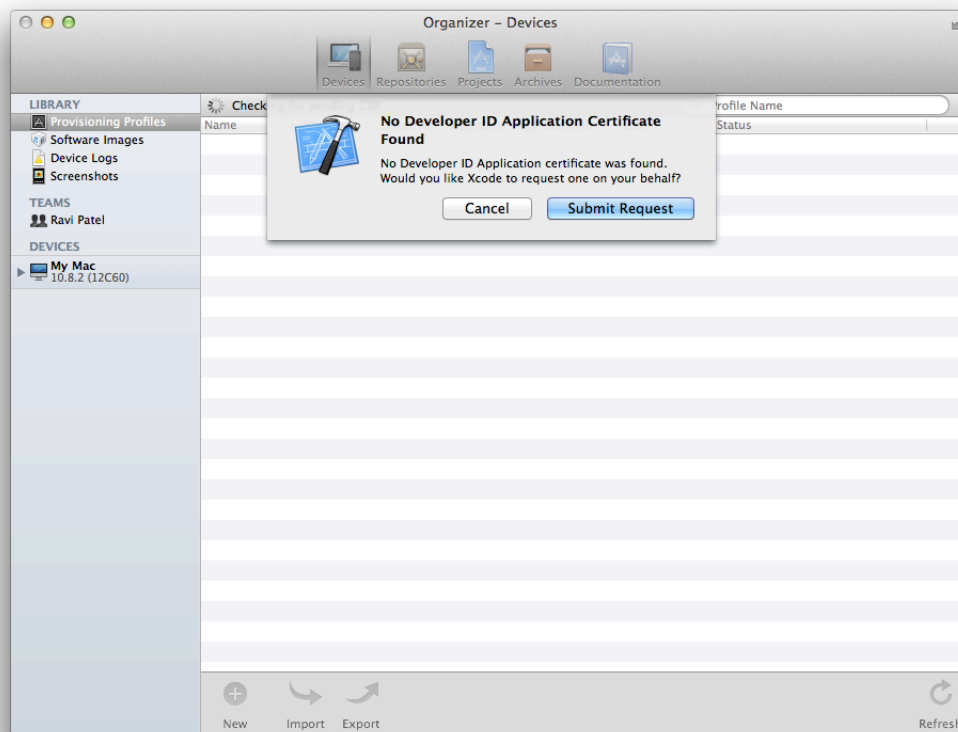 Organizer – Devices
Devices Repositories Projects Archives Documentation
LIBRARY
Provisioning Profiles
Software Images
Device Logs
Screenshots
TEAMS
Ravi Patel
DEVICES
My Mac
10.8.2 (12C60)
Check
Profile Name
Name
Status
No Developer ID Application Certificate
Found
No Developer ID Application certificate was found.
Would you like Xcode to request one on your behalf?
Cancel Submit Request
New Import Export Refresh